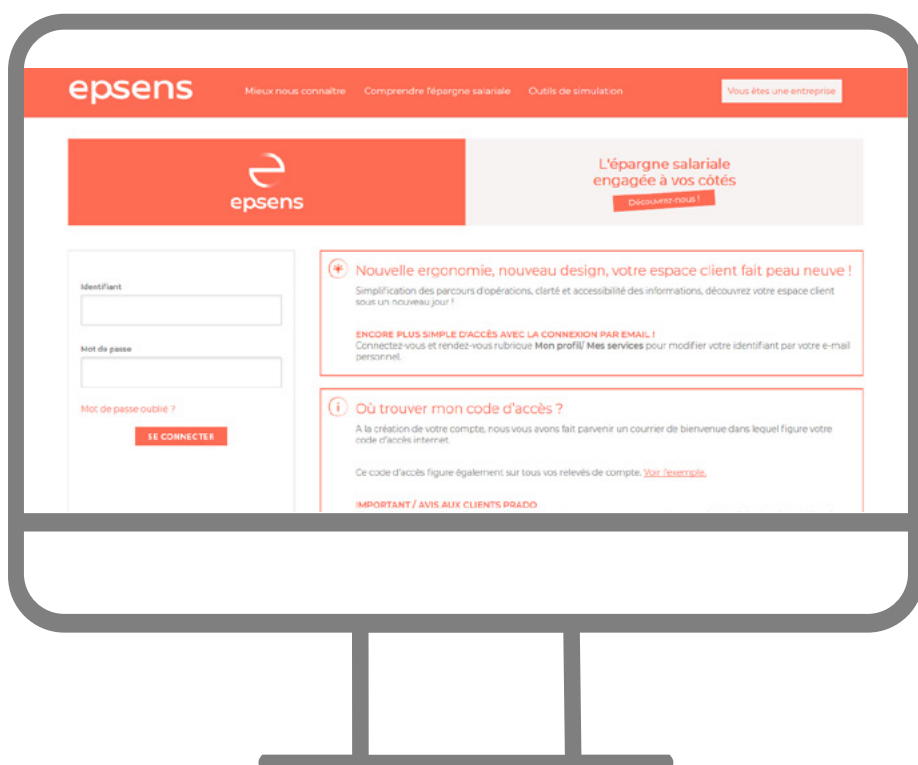 epsens
Mieux nous connaître Comprendre l'épargne salariale Outils de simulation
Vous êtes une entreprise
epsens
L'épargne salariale
engagée à vos côtés
Découvrez-nous !
Identifiant
Mot de passe
Mot de passe oublié ?
SE CONNECTER
Nouvelle ergonomie, nouveau design, votre espace client fait peau neuve !
Simplification des parcours d'opérations, clarté et accessibilité des informations, découvrez votre espace client
sous un nouveau jour !
ENCORE PLUS SIMPLE D'ACCÈS AVEC LA CONNEXION PAR EMAIL !
Connectez-vous et rendez-vous rubrique Mon profil/ Mes services pour modifier votre identifiant par votre e-mail
personnel.
Où trouver mon code d'accès ?
A la création de votre compte, nous vous avons fait parvenir un courrier de bienvenue dans lequel figure votre
code d'accès internet.
Ce code d'accès figure également sur tous vos relevés de compte. Voir l'exemple.
IMPORTANT / AVIS AUX CLIENTS PRADO